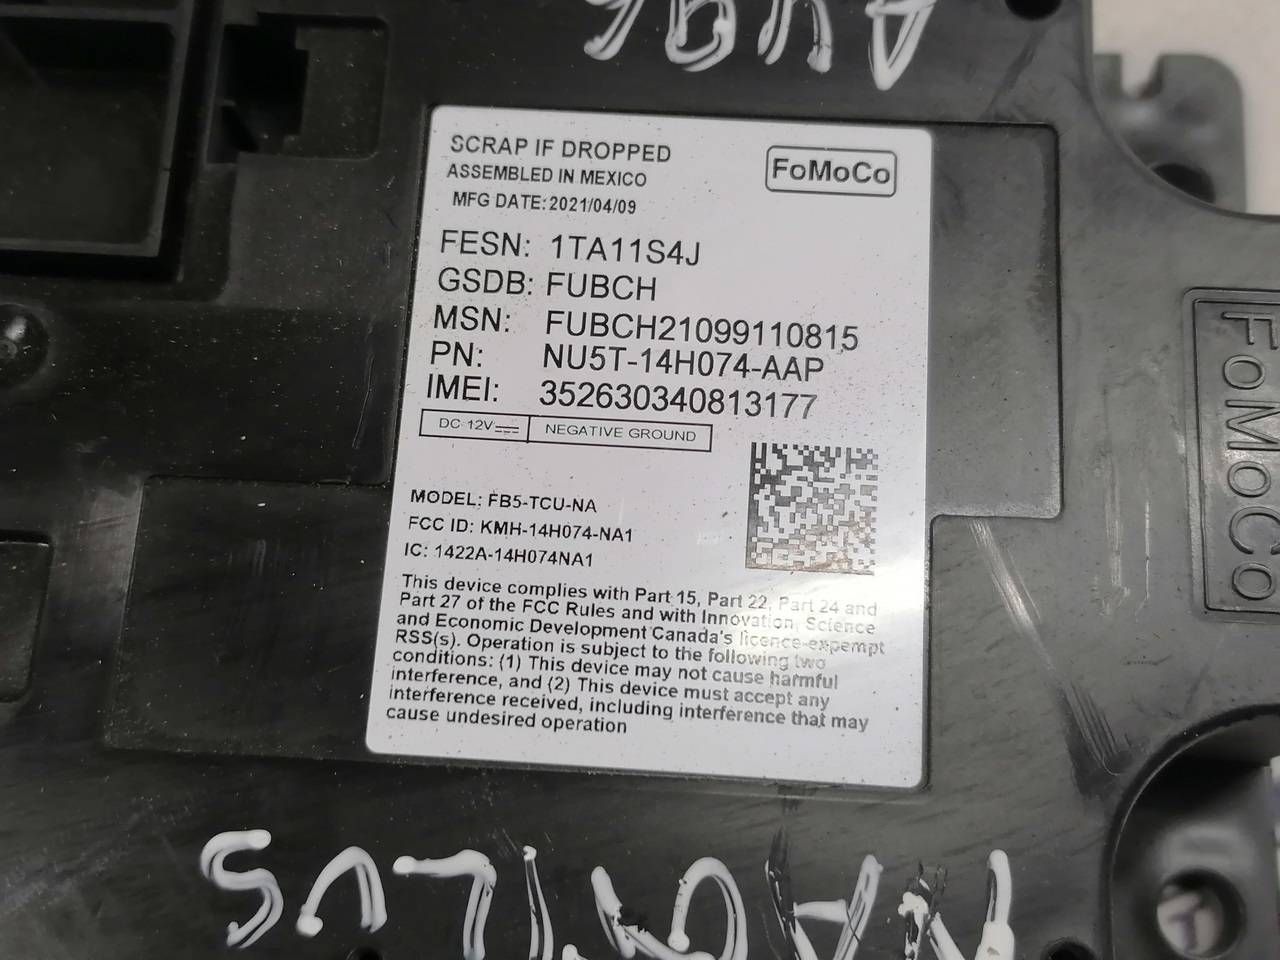 SCRAP IF DROPPED
ASSEMBLED IN MEXICO
MFG DATE: 2021/04/09
FoMoCo
FESN: 1TA11S4J
GSDB: FUBCH
MSN: FUBCH21099110815
PN: NU5T-14H074-AAP
IMEI: 352630340813177
DC 12V NEGATIVE GROUND
MODEL: FB5-TCU-NA
FCC ID: KMH-14H074-NA1
IC: 1422A-14H074NA1
This device complies with Part 15, Part 22, Part 24 and
Part 27 of the FCC Rules and with Innovation, Science
and Economic Development Canada's licence-expempt
RSS(s). Operation is subject to the following two
conditions: (1) This device may not cause harmful
interference, and (2) This device must accept any
interference received, including interference that may
cause undesired operation
FoMoCo